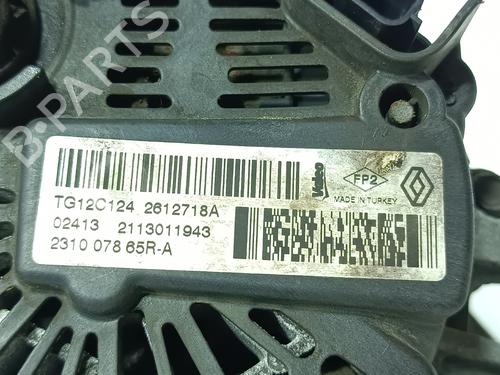 B-PARTS
Valeo
FP2
MADE IN TURKEY
TG12C124 2612718A
02413 2113011943
2310 078 65R-A